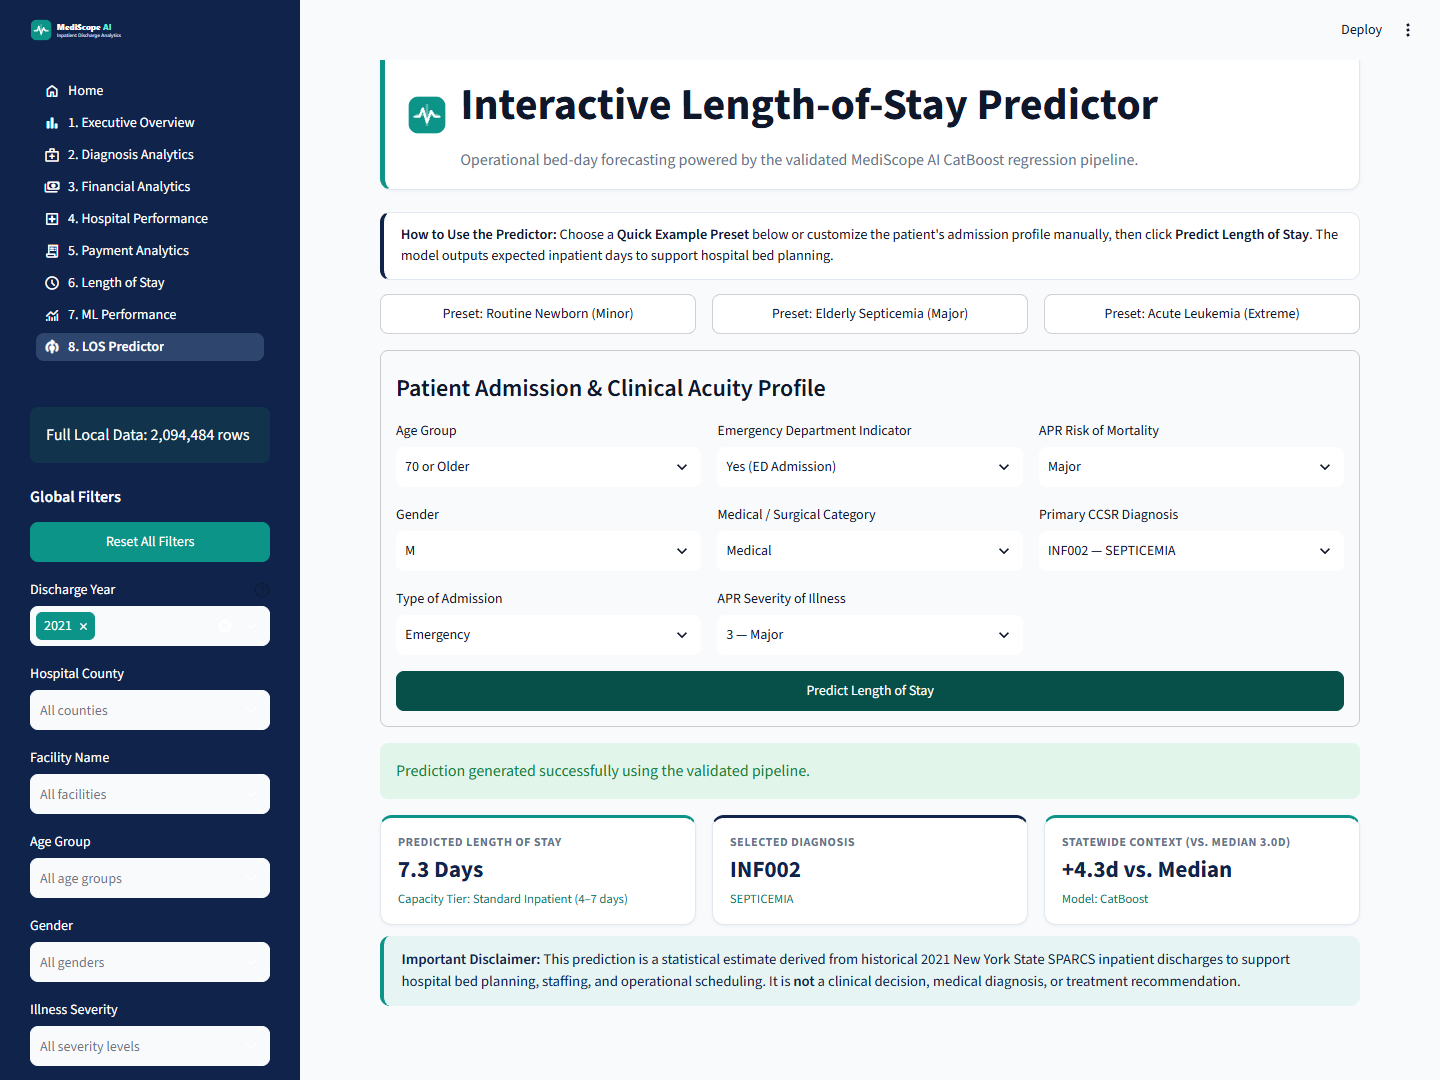 MediScope AI
Inpatient Discharge Analytics
Home
1. Executive Overview
2. Diagnosis Analytics
3. Financial Analytics
4. Hospital Performance
5. Payment Analytics
6. Length of Stay
7. ML Performance
8. LOS Predictor
Full Local Data: 2,094,484 rows
Global Filters
Reset All Filters
Discharge Year
2021 ×
Hospital County
All counties
Facility Name
All facilities
Age Group
All age groups
Gender
All genders
Illness Severity
All severity levels
Deploy
Interactive Length-of-Stay Predictor
Operational bed-day forecasting powered by the validated MediScope AI CatBoost regression pipeline.
How to Use the Predictor: Choose a Quick Example Preset below or customize the patient's admission profile manually, then click Predict Length of Stay. The
model outputs expected inpatient days to support hospital bed planning.
Preset: Routine Newborn (Minor)
Preset: Elderly Septicemia (Major)
Preset: Acute Leukemia (Extreme)
Patient Admission & Clinical Acuity Profile
Age Group
70 or Older
Emergency Department Indicator
Yes (ED Admission)
APR Risk of Mortality
Major
Gender
M
Medical / Surgical Category
Medical
Primary CCSR Diagnosis
INF002 — SEPTICEMIA
Type of Admission
Emergency
APR Severity of Illness
3 — Major
Predict Length of Stay
Prediction generated successfully using the validated pipeline.
PREDICTED LENGTH OF STAY
7.3 Days
Capacity Tier: Standard Inpatient (4–7 days)
SELECTED DIAGNOSIS
INF002
SEPTICEMIA
STATEWIDE CONTEXT (VS. MEDIAN 3.0D)
+4.3d vs. Median
Model: CatBoost
Important Disclaimer: This prediction is a statistical estimate derived from historical 2021 New York State SPARCS inpatient discharges to support
hospital bed planning, staffing, and operational scheduling. It is not a clinical decision, medical diagnosis, or treatment recommendation.